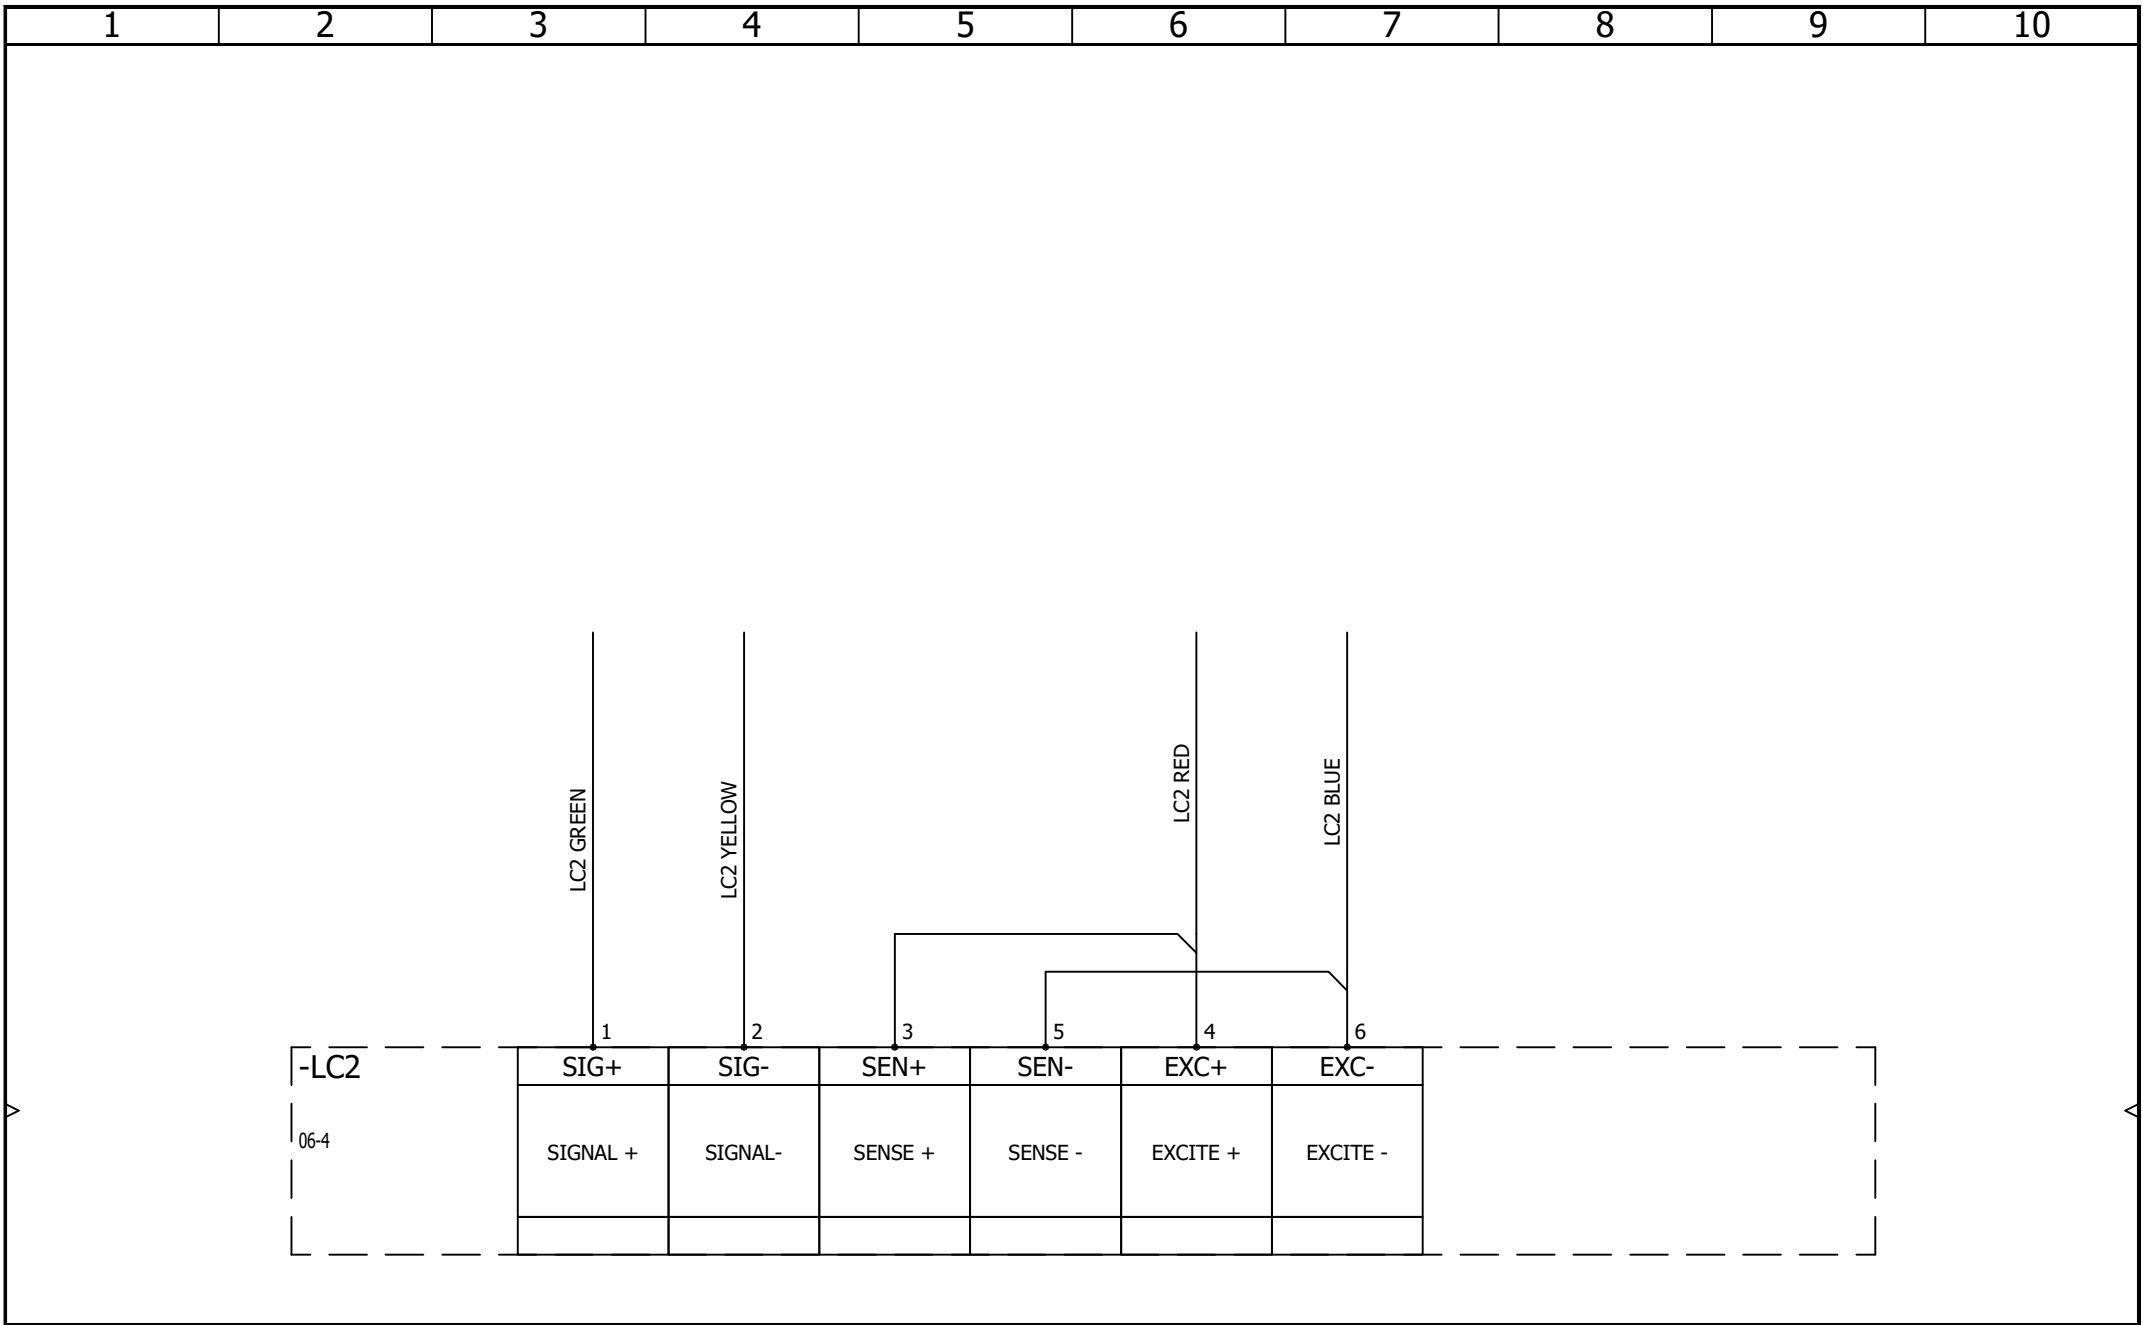 1 2 3 4 5 6 7 8 9 10
LC2 GREEN
LC2 YELLOW
LC2 RED
LC2 BLUE
1 2 3 5 4 6
-LC2 SIG+ SIG- SEN+ SEN- EXC+ EXC-
06-4
SIGNAL + SIGNAL- SENSE + SENSE - EXCITE + EXCITE -